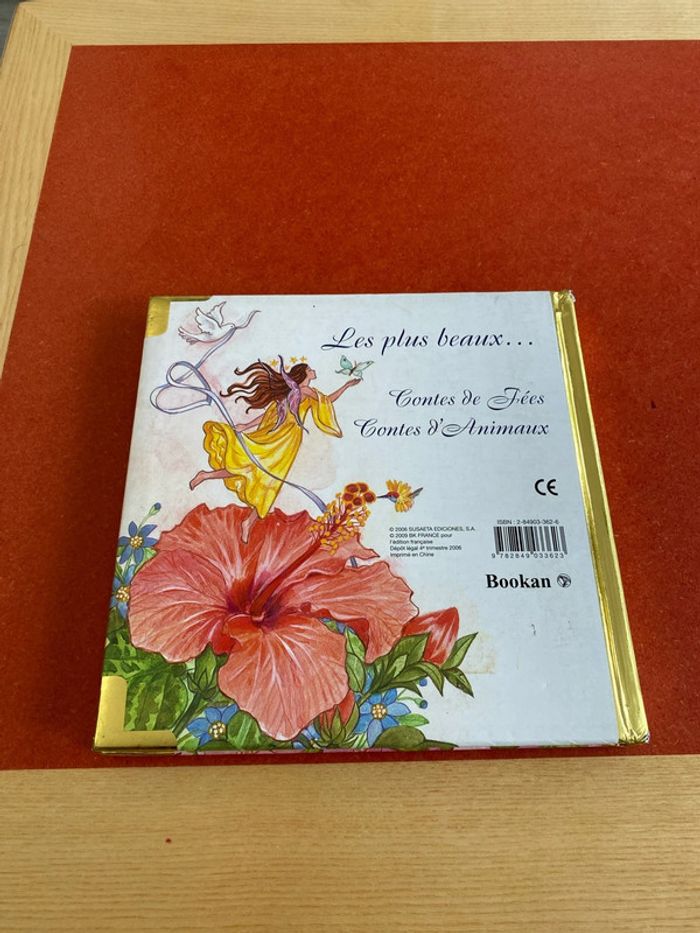 Les plus beaux...
Contes de Fées
Contes d'Animaux
CE
© 2006 SUSAETA EDICIONES, S.A.
© 2009 BK FRANCE pour
l'édition française
Dépôt légal 4e trimestre 2006
Imprimé en Chine
ISBN : 2-84903-362-6
9 782849 033623
Bookan